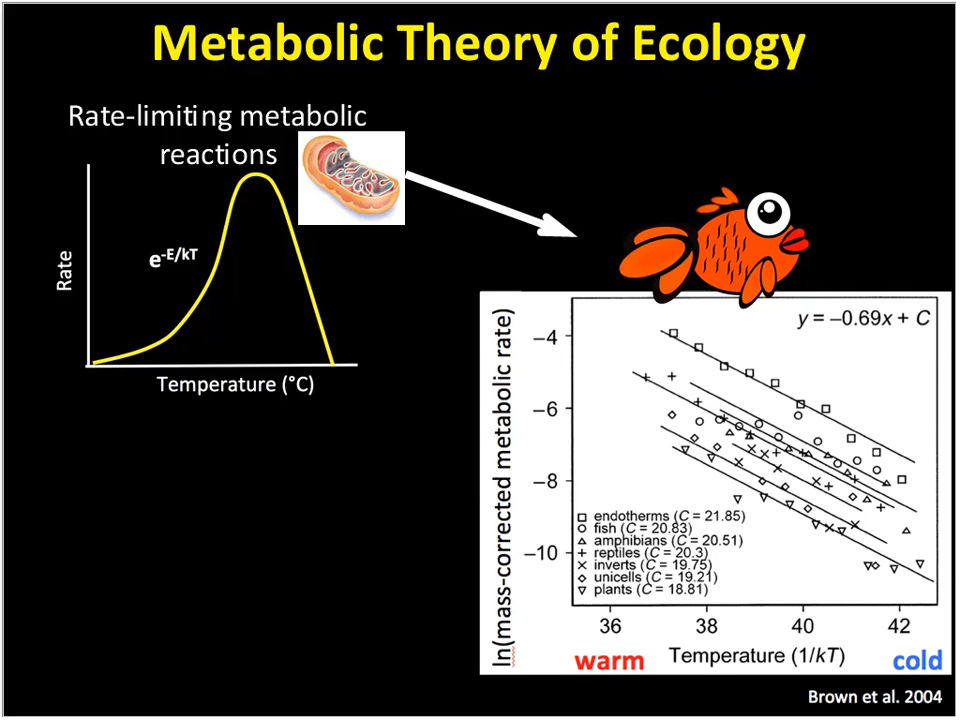 Metabolic Theory of Ecology
Rate-limiting metabolic
reactions
Rate
e-E/kT
Temperature (°C)
ln(mass-corrected metabolic rate)
y = –0.69x + C
–4
–6
–8
–10
endotherms (C = 21.85)
fish (C = 20.83)
amphibians (C = 20.51)
reptiles (C = 20.3)
inverts (C = 19.75)
unicells (C = 19.21)
plants (C = 18.81)
36 38 40 42
warm Temperature (1/kT) cold
Brown et al. 2004